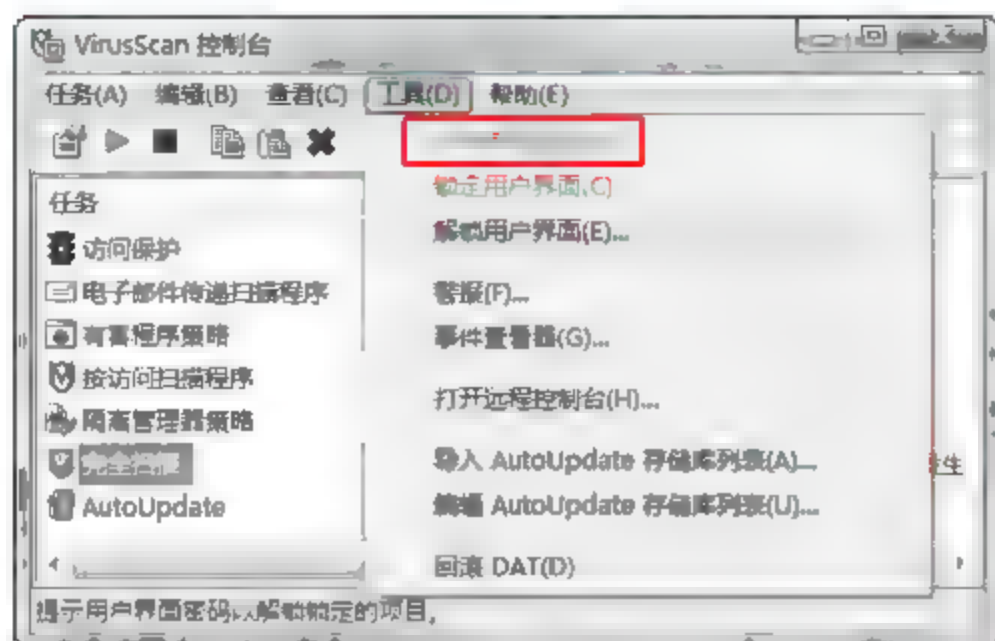 VirusScan 控制台
任务(A) 编辑(B) 查看(C) 工具(D) 帮助(E)
锁定用户界面(C)
任务
解锁用户界面(E)...
访问保护
电子邮件传递扫描程序
警报(F)...
有害程序策略
事件查看器(G)...
按访问扫描程序
打开远程控制台(H)...
隔离管理器策略
完全扫描
导入 AutoUpdate 存储库列表(A)...
AutoUpdate
编辑 AutoUpdate 存储库列表(U)...
回滚 DAT(D)
提示用户界面密码以解锁锁定的项目。